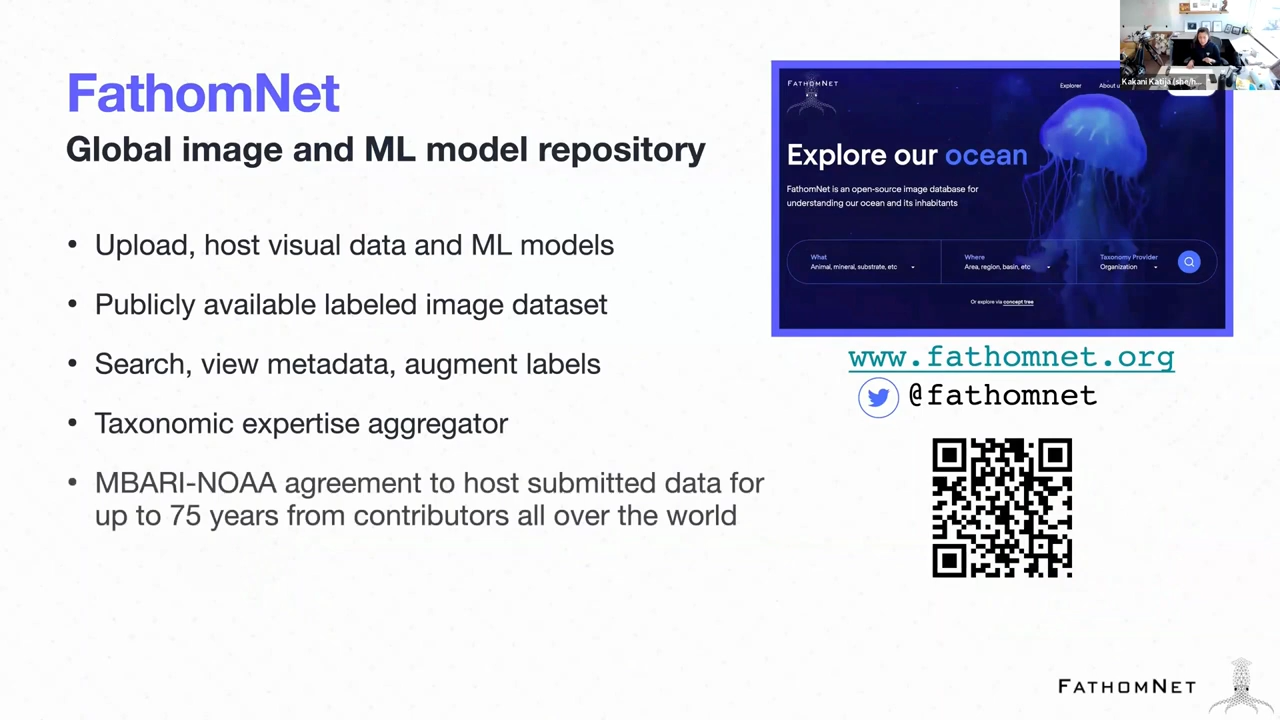 FathomNet
Global image and ML model repository
• Upload, host visual data and ML models
• Publicly available labeled image dataset
• Search, view metadata, augment labels
• Taxonomic expertise aggregator
• MBARI-NOAA agreement to host submitted data for
up to 75 years from contributors all over the world
FATHOMNET
Explorer
About u
Kakani Katija (she/h...
Explore our ocean
FathomNet is an open-source image database for
understanding our ocean and its inhabitants
What
Animal, mineral, substrate, etc
Where
Area, region, basin, etc
Taxonomy Provider
Organization
Or explore via concept tree
www.fathomnet.org
@fathomnet
FATHOMNET